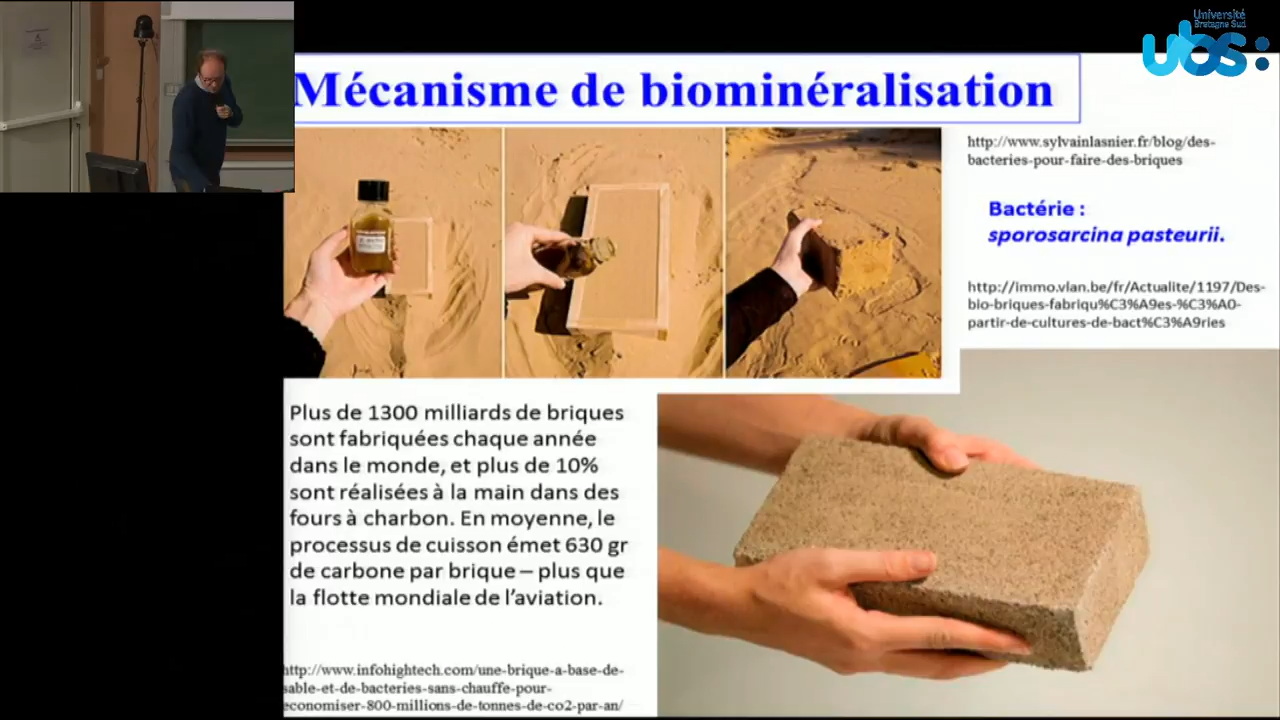 Université
Bretagne Sud
ubs:
Mécanisme de biominéralisation
http://www.sylvainlasnier.fr/blog/des-
bacteries-pour-faire-des-briques
Bactérie :
sporosarcina pasteurii.
http://immo.vlan.be/fr/Actualite/1197/Des-
bio-briques-fabriqu%C3%A9es-%C3%A0-
partir-de-cultures-de-bact%C3%A9ries
Plus de 1300 milliards de briques
sont fabriquées chaque année
dans le monde, et plus de 10%
sont réalisées à la main dans des
fours à charbon. En moyenne, le
processus de cuisson émet 630 gr
de carbone par brique – plus que
la flotte mondiale de l'aviation.
http://www.infohightech.com/une-brique-a-base-de-
sable-et-de-bacteries-sans-chauffe-pour-
economiser-800-millions-de-tonnes-de-co2-par-an/